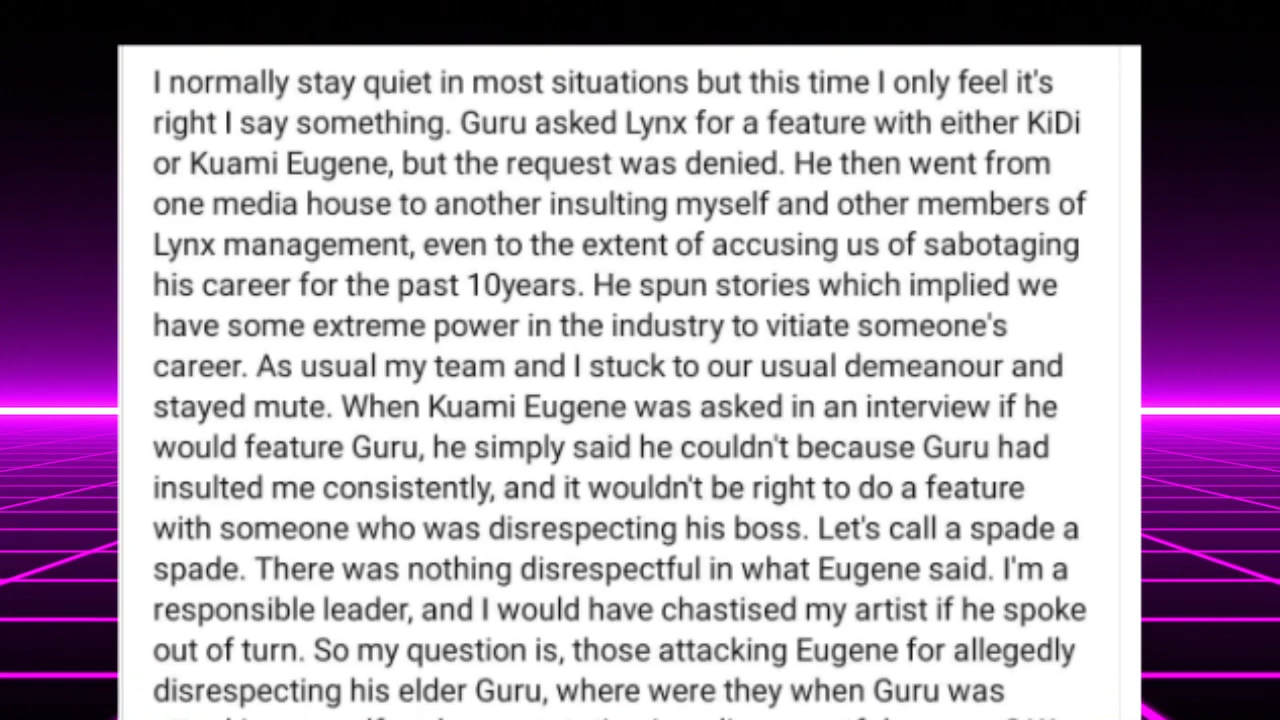 I normally stay quiet in most situations but this time I only feel it's
right I say something. Guru asked Lynx for a feature with either KiDi
or Kuami Eugene, but the request was denied. He then went from
one media house to another insulting myself and other members of
Lynx management, even to the extent of accusing us of sabotaging
his career for the past 10years. He spun stories which implied we
have some extreme power in the industry to vitiate someone's
career. As usual my team and I stuck to our usual demeanour and
stayed mute. When Kuami Eugene was asked in an interview if he
would feature Guru, he simply said he couldn't because Guru had
insulted me consistently, and it wouldn't be right to do a feature
with someone who was disrespecting his boss. Let's call a spade a
spade. There was nothing disrespectful in what Eugene said. I'm a
responsible leader, and I would have chastised my artist if he spoke
out of turn. So my question is, those attacking Eugene for allegedly
disrespecting his elder Guru, where were they when Guru was